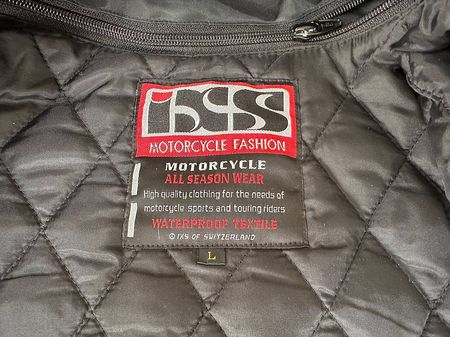 ixs
MOTORCYCLE FASHION
MOTORCYCLE
ALL SEASON WEAR
High quality clothing for the needs of
motorcycle sports and touring riders
WATERPROOF TEXTILE
© IXS OF SWITZERLAND
L